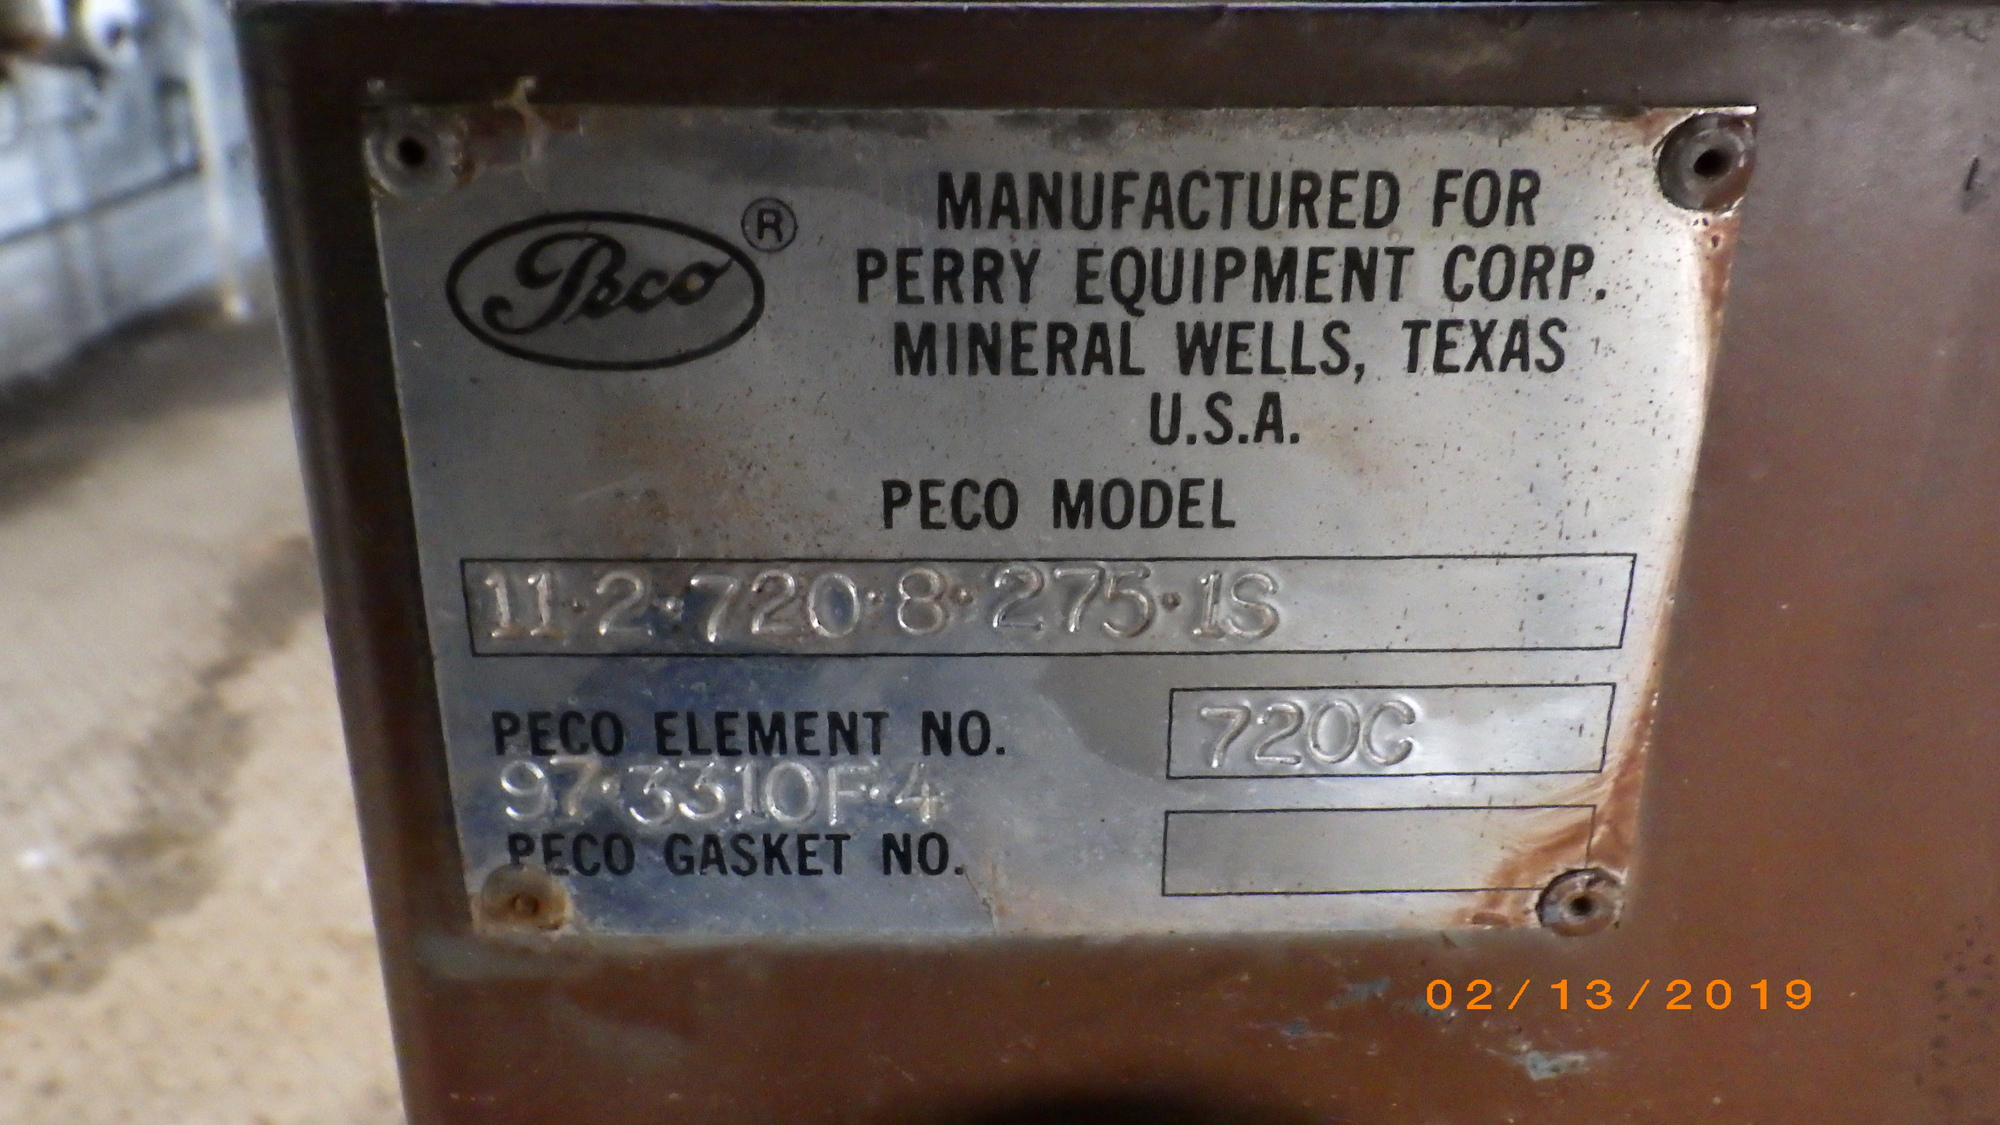 Peco ®
MANUFACTURED FOR
PERRY EQUIPMENT CORP.
MINERAL WELLS, TEXAS
U.S.A.
PECO MODEL
11·2·720·8·275·1S
PECO ELEMENT NO. 720C
97·3310F·4
PECO GASKET NO.
02/13/2019